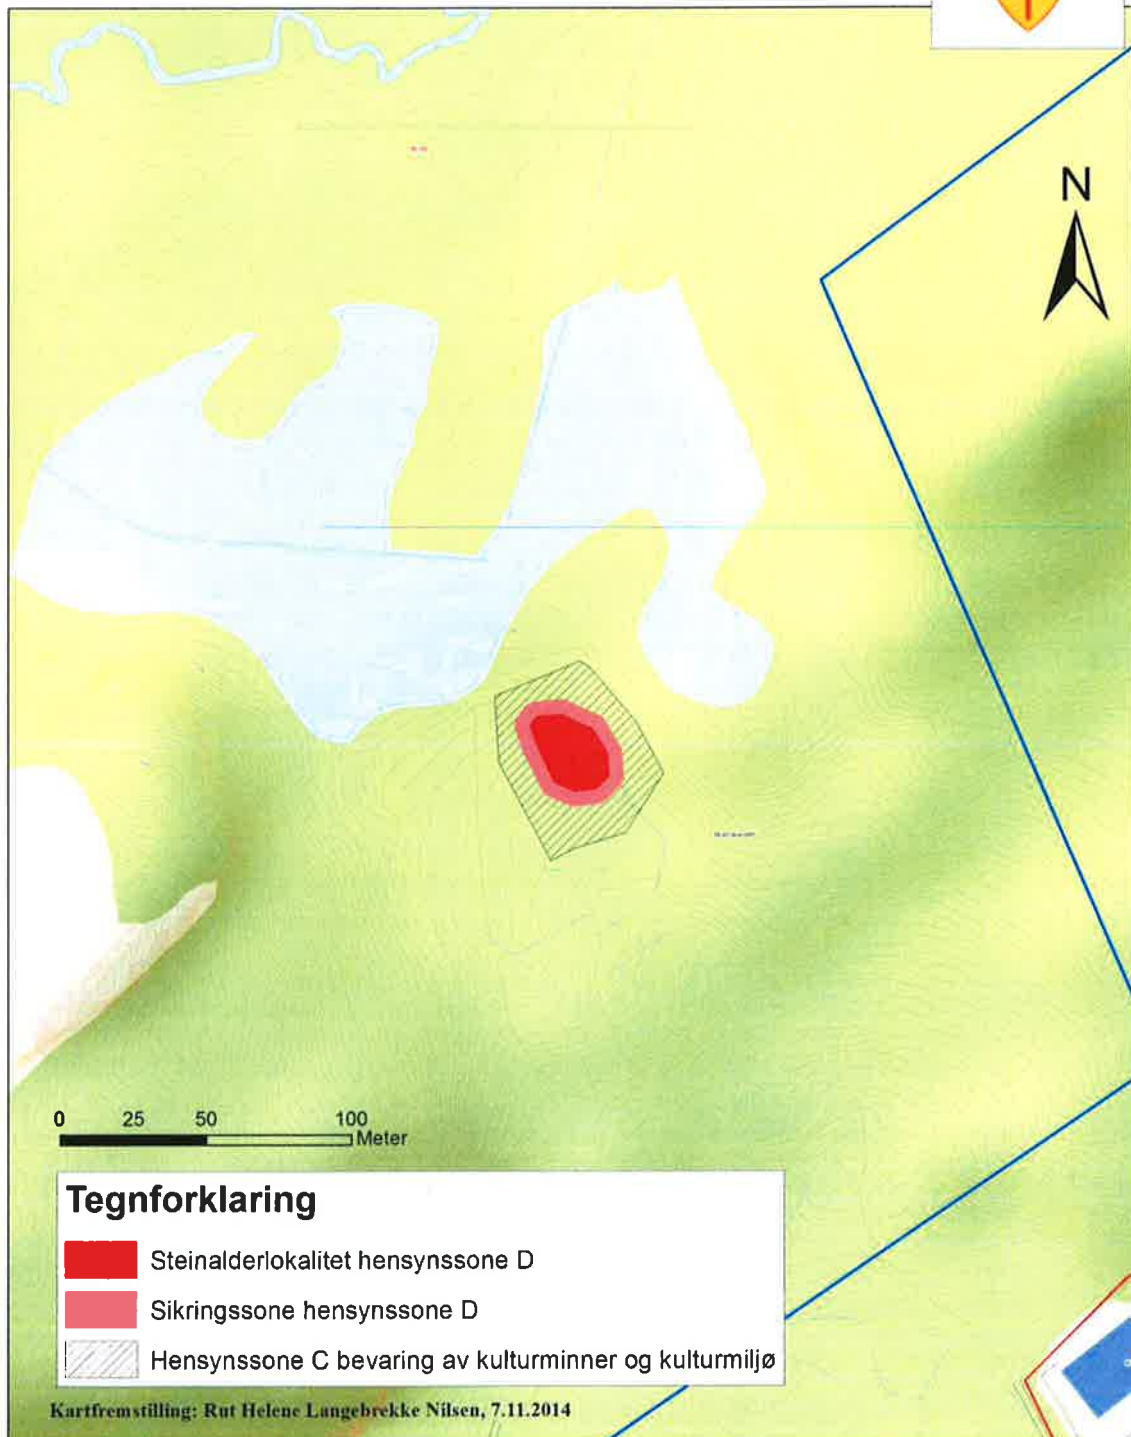 N
0 25 50 100
Meter
Tegnforklaring
Steinalderlokalitet hensynssone D
Sikringssone hensynssone D
Hensynssone C bevaring av kulturminner og kulturmiljø
Kartfremstilling: Rut Helene Langebrekke Nilsen, 7.11.2014